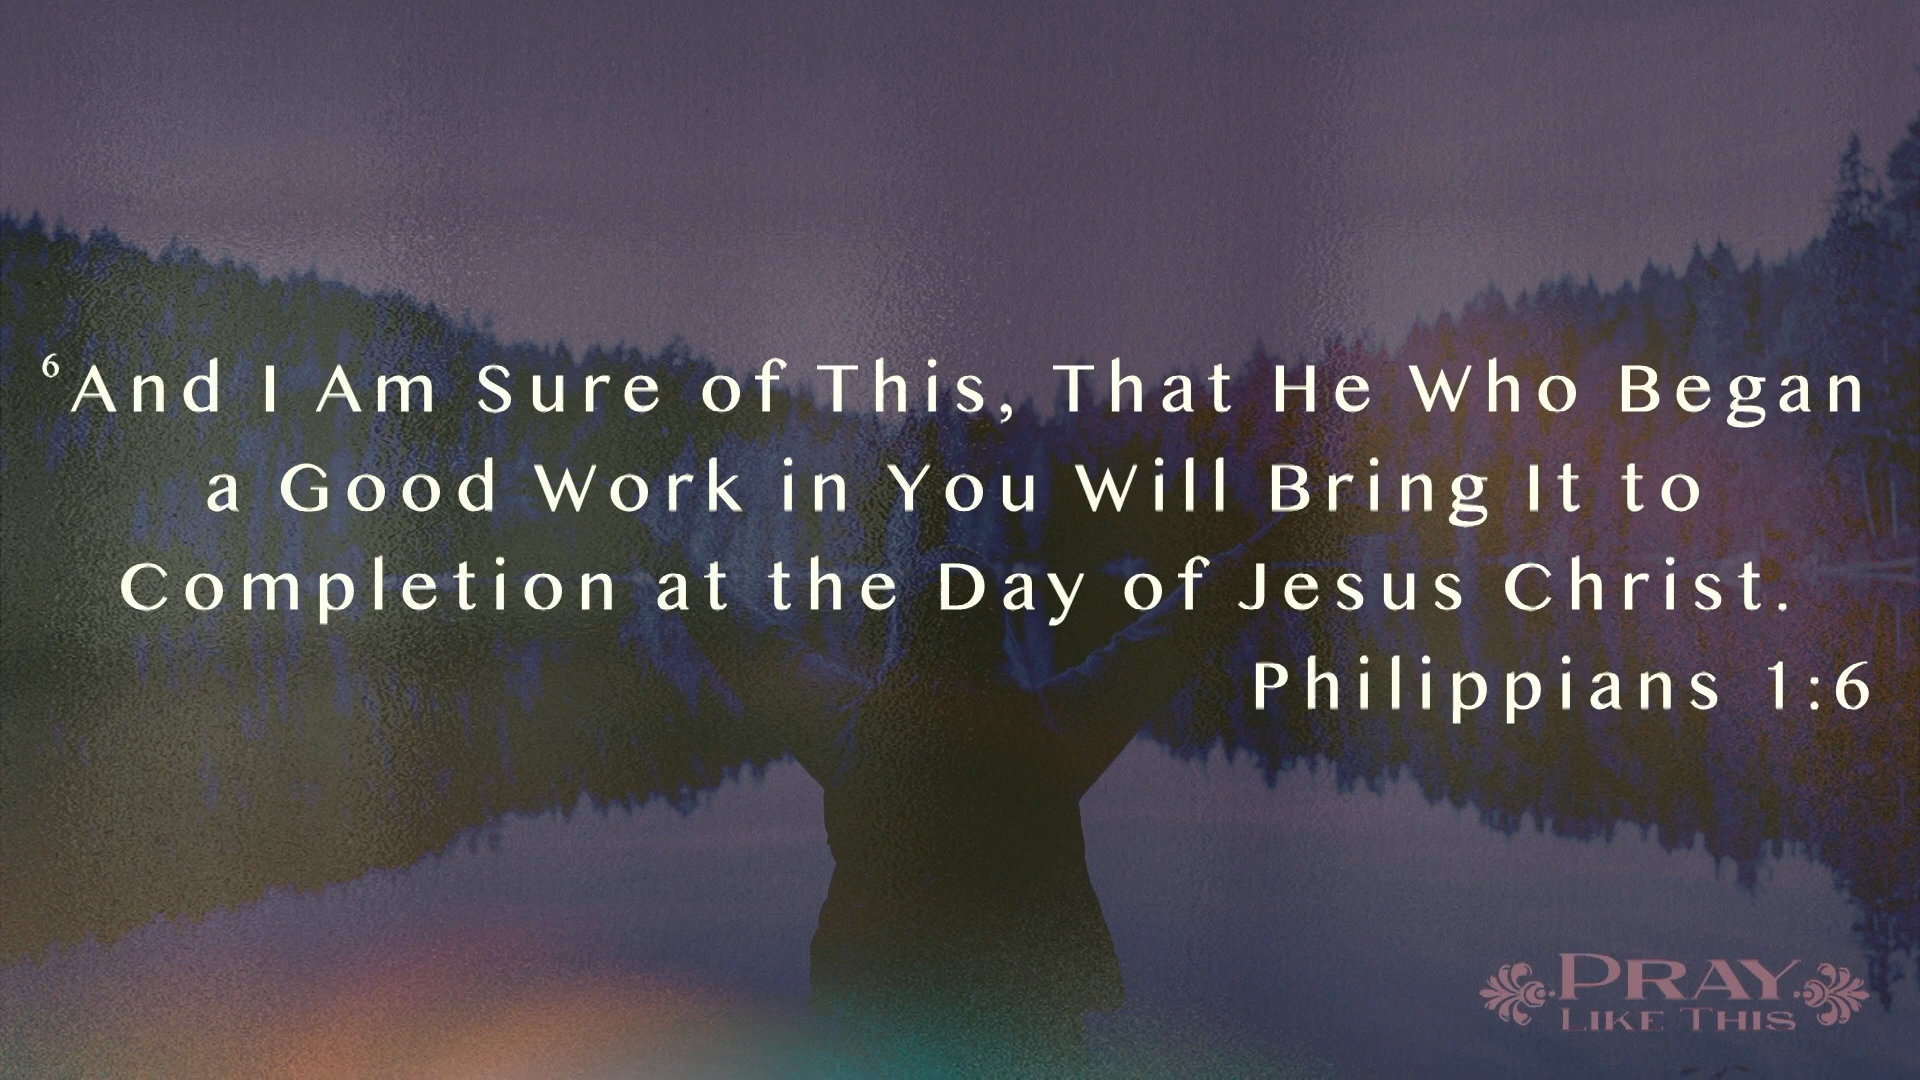 ⁶And I Am Sure of This, That He Who Began
a Good Work in You Will Bring It to
Completion at the Day of Jesus Christ.
Philippians 1:6
PRAY
LIKE THIS